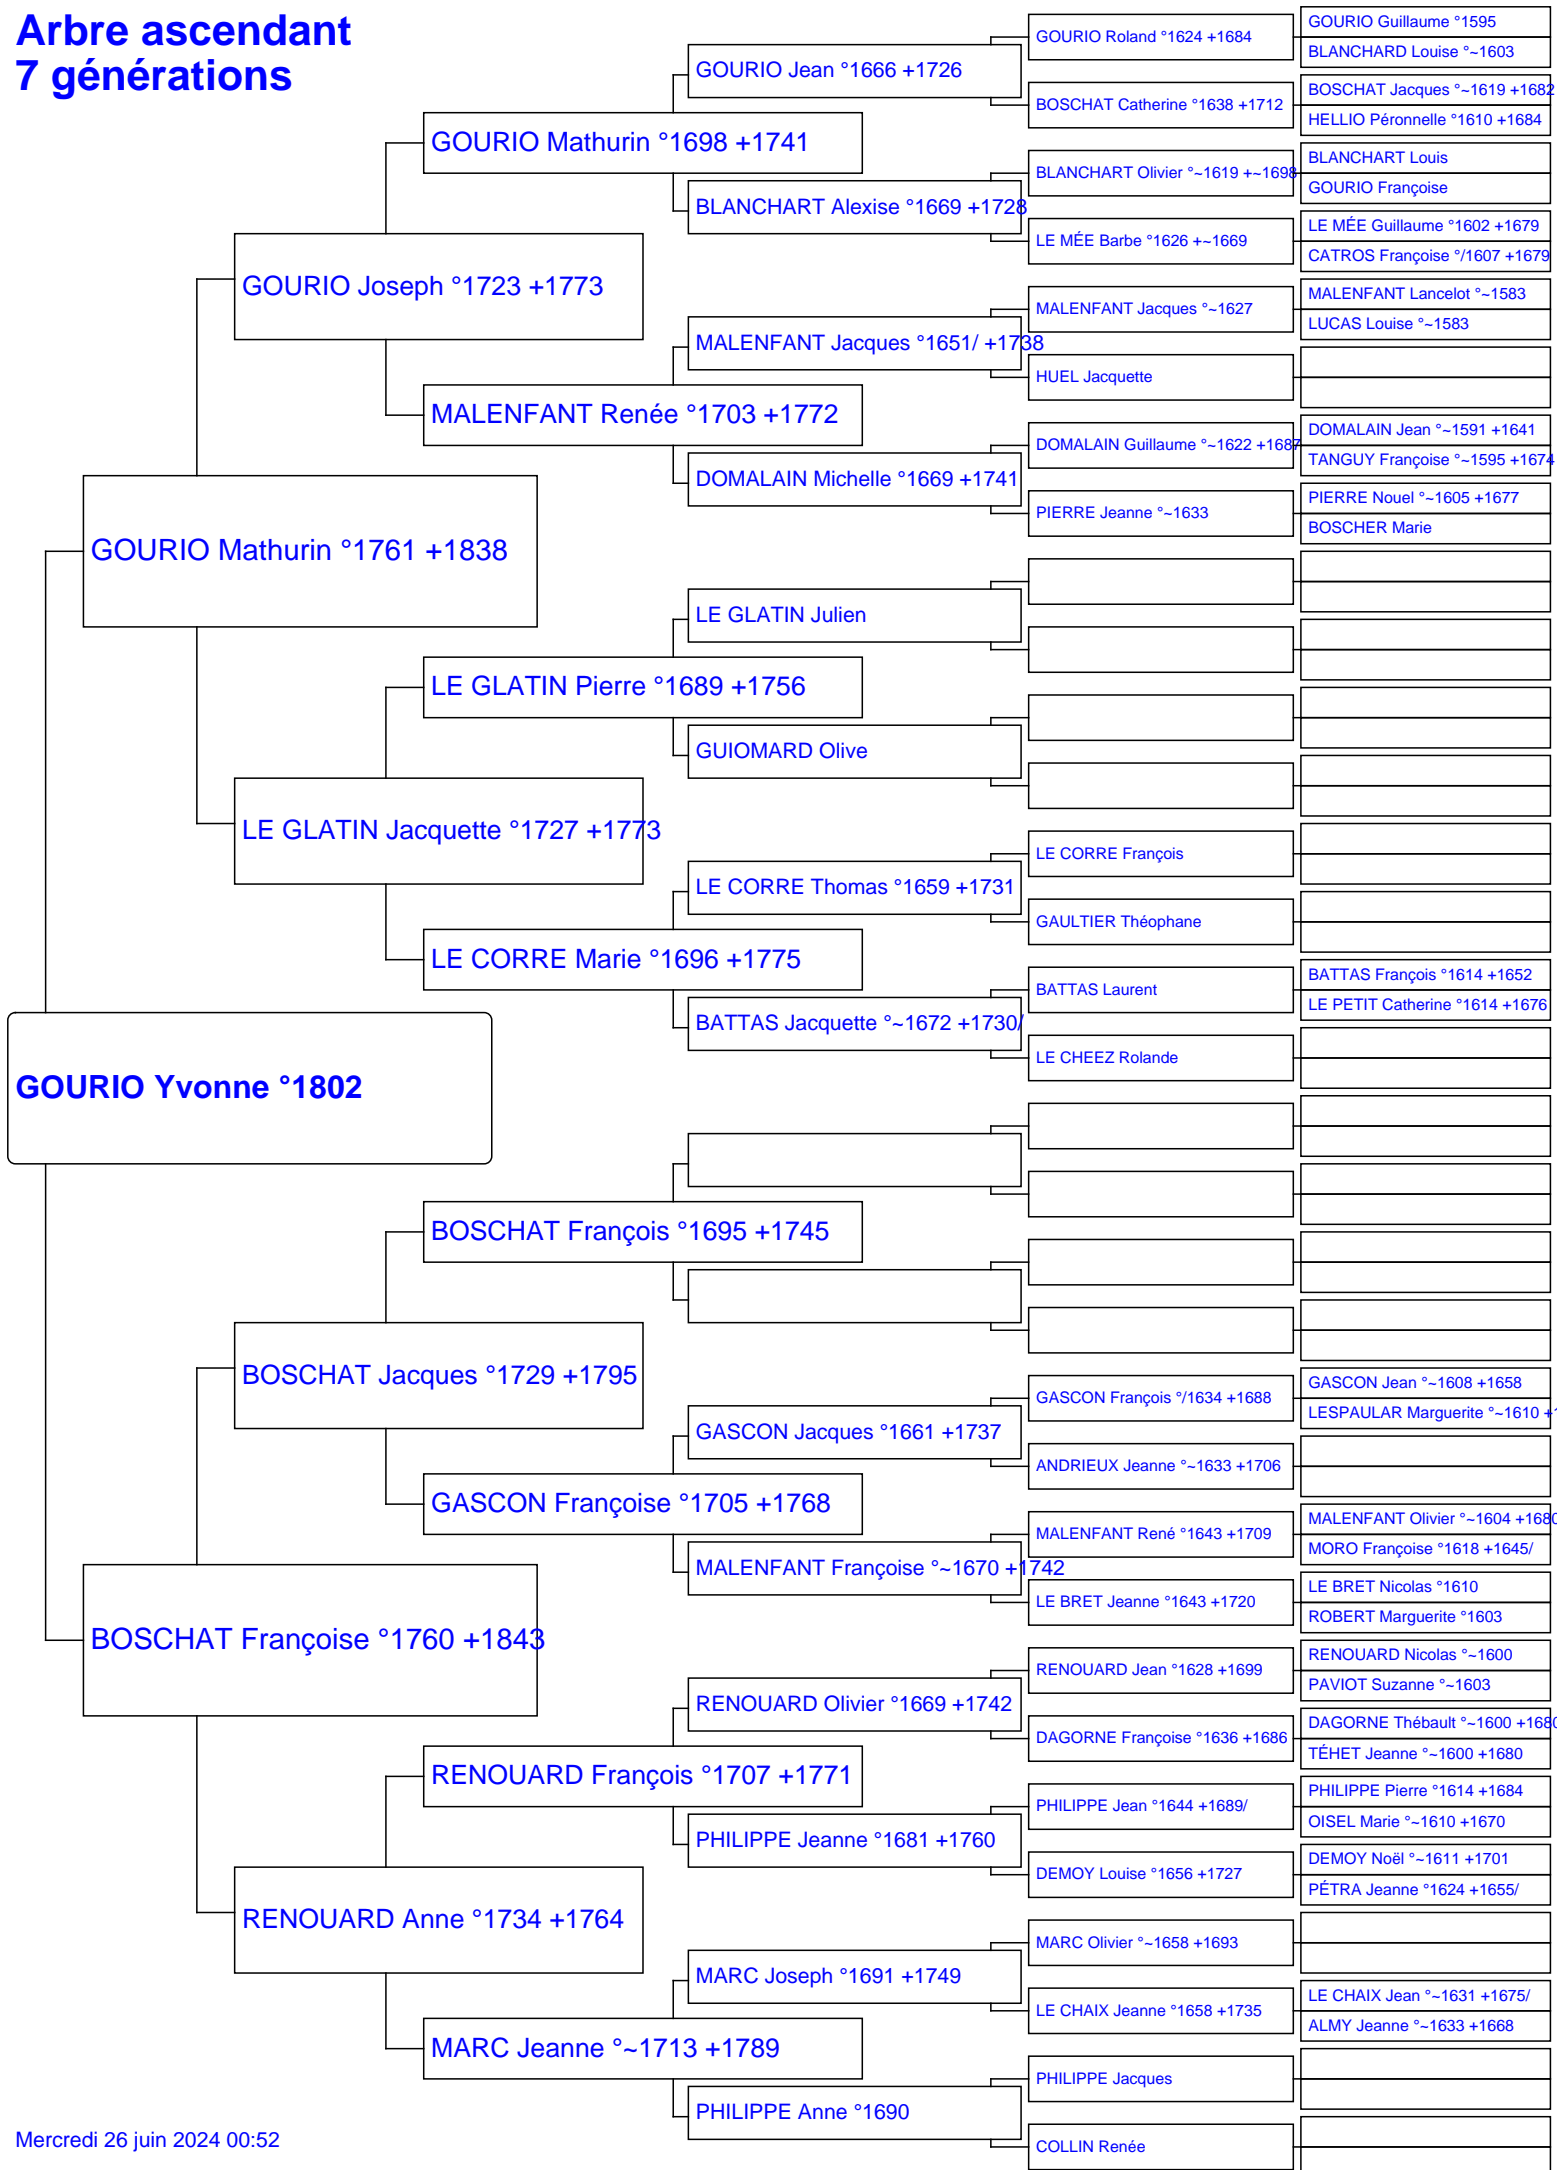 Arbre ascendant
7 générations
GOURIO Yvonne °1802
GOURIO Mathurin °1761 +1838
BOSCHAT Françoise °1760 +1843
GOURIO Joseph °1723 +1773
LE GLATIN Jacquette °1727 +1773
BOSCHAT Jacques °1729 +1795
RENOUARD Anne °1734 +1764
GOURIO Mathurin °1698 +1741
MALENFANT Renée °1703 +1772
LE GLATIN Pierre °1689 +1756
LE CORRE Marie °1696 +1775
BOSCHAT François °1695 +1745
GASCON Françoise °1705 +1768
RENOUARD François °1707 +1771
MARC Jeanne °~1713 +1789
GOURIO Jean °1666 +1726
BLANCHART Alexise °1669 +1728
MALENFANT Jacques °1651/ +1738
DOMALAIN Michelle °1669 +1741
LE GLATIN Julien
GUIOMARD Olive
LE CORRE Thomas °1659 +1731
BATTAS Jacquette °~1672 +1730/
GASCON Jacques °1661 +1737
MALENFANT Françoise °~1670 +1742
RENOUARD Olivier °1669 +1742
PHILIPPE Jeanne °1681 +1760
MARC Joseph °1691 +1749
PHILIPPE Anne °1690
GOURIO Roland °1624 +1684
BOSCHAT Catherine °1638 +1712
BLANCHART Olivier °~1619 +~1698
LE MÉE Barbe °1626 +~1669
MALENFANT Jacques °~1627
HUEL Jacquette
DOMALAIN Guillaume °~1622 +1687
PIERRE Jeanne °~1633
LE CORRE François
GAULTIER Théophane
BATTAS Laurent
LE CHEEZ Rolande
GASCON François °/1634 +1688
ANDRIEUX Jeanne °~1633 +1706
MALENFANT René °1643 +1709
LE BRET Jeanne °1643 +1720
RENOUARD Jean °1628 +1699
DAGORNE Françoise °1636 +1686
PHILIPPE Jean °1644 +1689/
DEMOY Louise °1656 +1727
MARC Olivier °~1658 +1693
LE CHAIX Jeanne °1658 +1735
PHILIPPE Jacques
COLLIN Renée
GOURIO Guillaume °1595
BLANCHARD Louise °~1603
BOSCHAT Jacques °~1619 +1682
HELLIO Péronnelle °1610 +1684
BLANCHART Louis
GOURIO Françoise
LE MÉE Guillaume °1602 +1679
CATROS Françoise °/1607 +1679
MALENFANT Lancelot °~1583
LUCAS Louise °~1583
DOMALAIN Jean °~1591 +1641
TANGUY Françoise °~1595 +1674
PIERRE Nouel °~1605 +1677
BOSCHER Marie
BATTAS François °1614 +1652
LE PETIT Catherine °1614 +1676
GASCON Jean °~1608 +1658
LESPAULAR Marguerite °~1610
MALENFANT Olivier °~1604 +1680
MORO Françoise °1618 +1645/
LE BRET Nicolas °1610
ROBERT Marguerite °1603
RENOUARD Nicolas °~1600
PAVIOT Suzanne °~1603
DAGORNE Thébault °~1600 +1680
TÉHET Jeanne °~1600 +1680
PHILIPPE Pierre °1614 +1684
OISEL Marie °~1610 +1670
DEMOY Noël °~1611 +1701
PÉTRA Jeanne °1624 +1655/
LE CHAIX Jean °~1631 +1675/
ALMY Jeanne °~1633 +1668
Mercredi 26 juin 2024 00:52